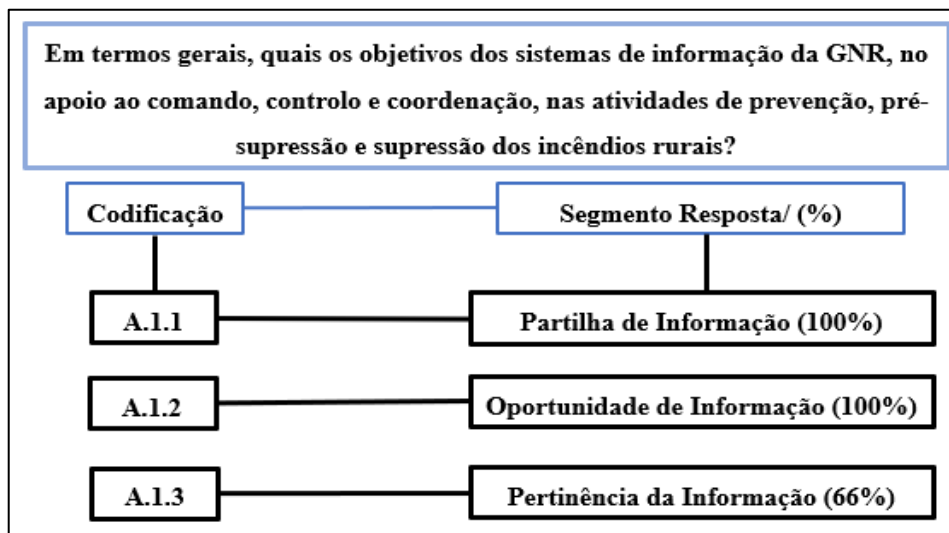 Em termos gerais, quais os objetivos dos sistemas de informação da GNR, no
apoio ao comando, controlo e coordenação, nas atividades de prevenção, pré-
supressão e supressão dos incêndios rurais?
Codificação
Segmento Resposta/ (%)
A.1.1
Partilha de Informação (100%)
A.1.2
Oportunidade de Informação (100%)
A.1.3
Pertinência da Informação (66%)